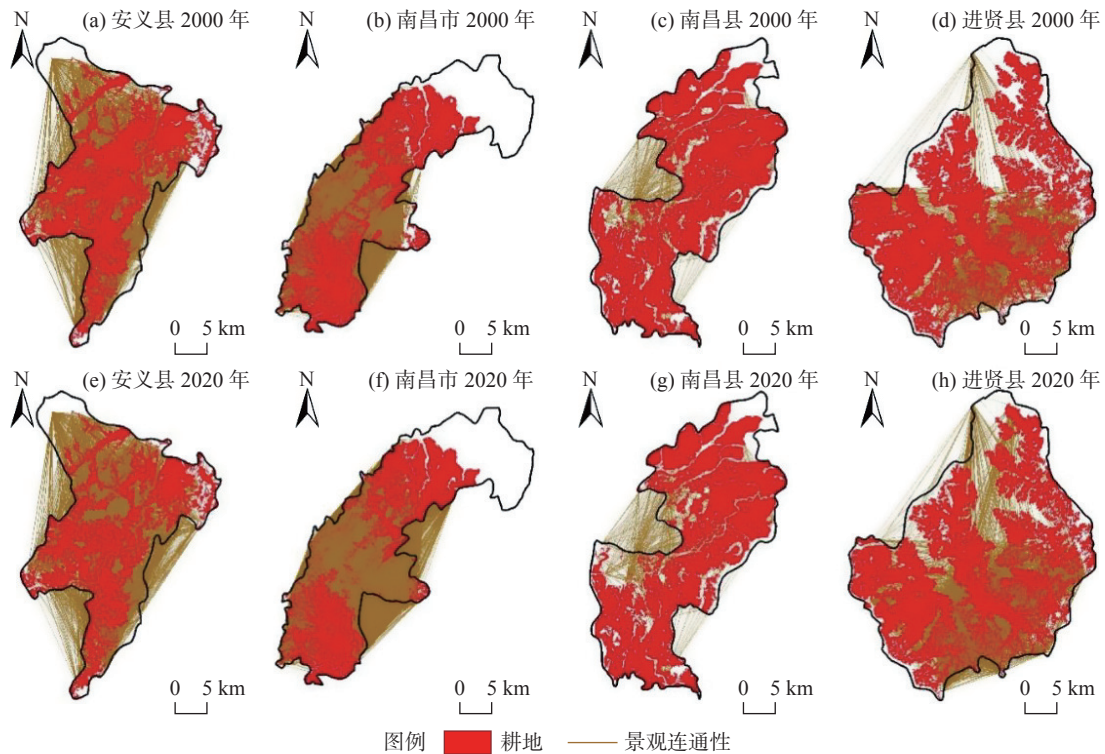 (a) 安义县 2000 年
(b) 南昌市 2000 年
(c) 南昌县 2000 年
(d) 进贤县 2000 年
N
N
N
N
0 5 km
0 5 km
0 5 km
0 5 km
(e) 安义县 2020 年
(f) 南昌市 2020 年
(g) 南昌县 2020 年
(h) 进贤县 2020 年
N
N
N
N
0 5 km
0 5 km
0 5 km
0 5 km
图例 耕地 景观连通性